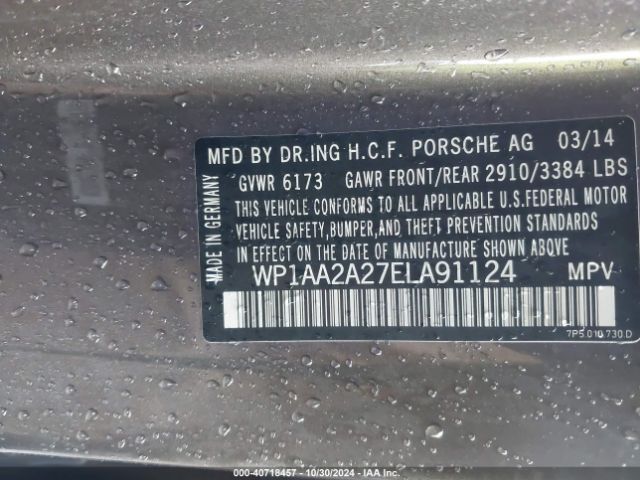 MFD BY DR.ING H.C.F. PORSCHE AG 03/14
GVWR 6173 GAWR FRONT/REAR 2910/3384 LBS
THIS VEHICLE CONFORMS TO ALL APPLICABLE U.S.FEDERAL MOTOR
VEHICLE SAFETY,BUMPER,AND THEFT PREVENTION STANDARDS
IN EFFECT ON THE DATE OF MANUFACTURE SHOWN ABOVE
WP1AA2A27ELA91124 MPV
MADE IN GERMANY
7P5 010 730 D
000-40718457 - 10/30/2024 - IAAI.COM